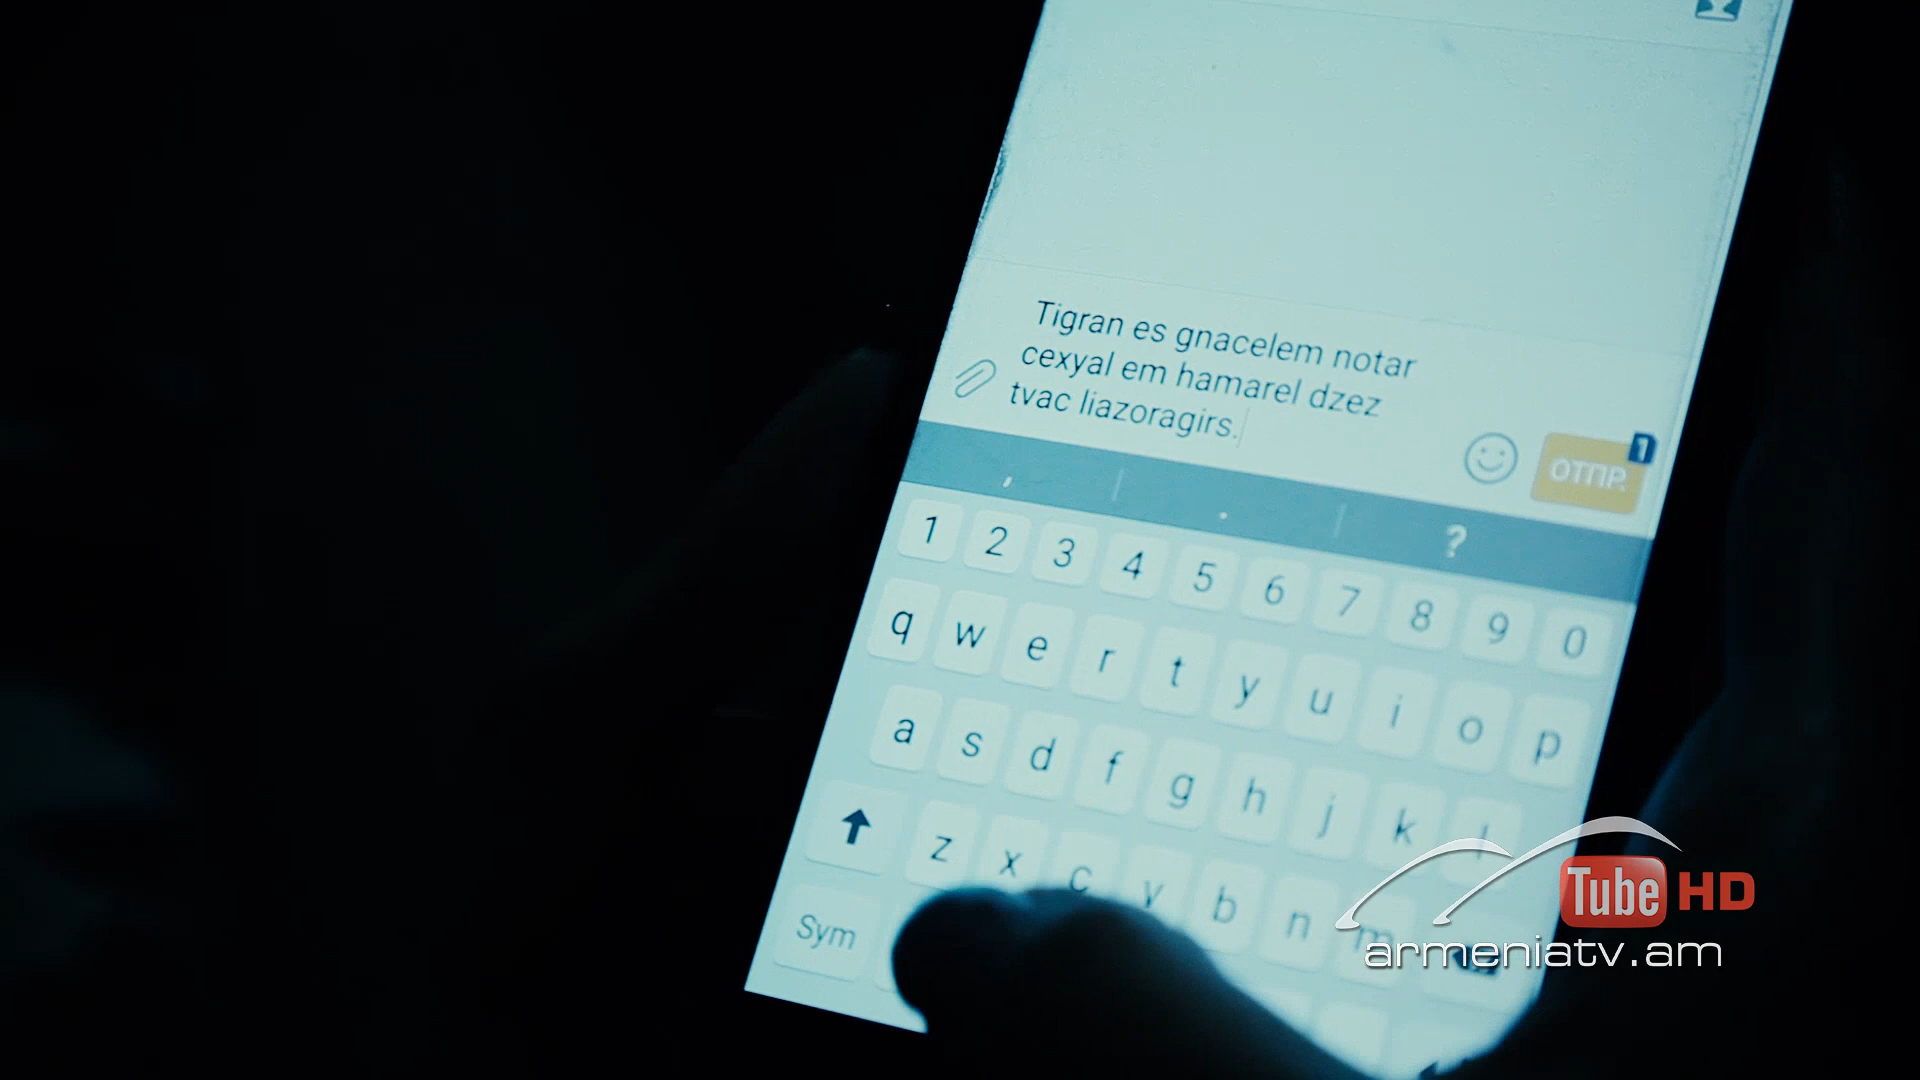 Tigran es gnacelem notar
cexyal em hamarel dzez
tvac liazoragirs.
ОТПР.
1
, . ?
1 2 3 4 5 6 7 8 9 0
q w e r t y u i o p
a s d f g h j k l
z x c v b n m
Sym
Tube HD
armeniatv.am